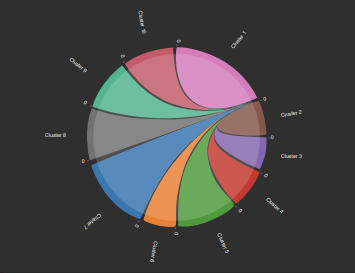 Cluster 1
0
Cluster 2
0
Cluster 3
0
Cluster 4
0
Cluster 5
0
Cluster 6
0
Cluster 7
0
Cluster 8
0
Cluster 9
0
Cluster 10
0